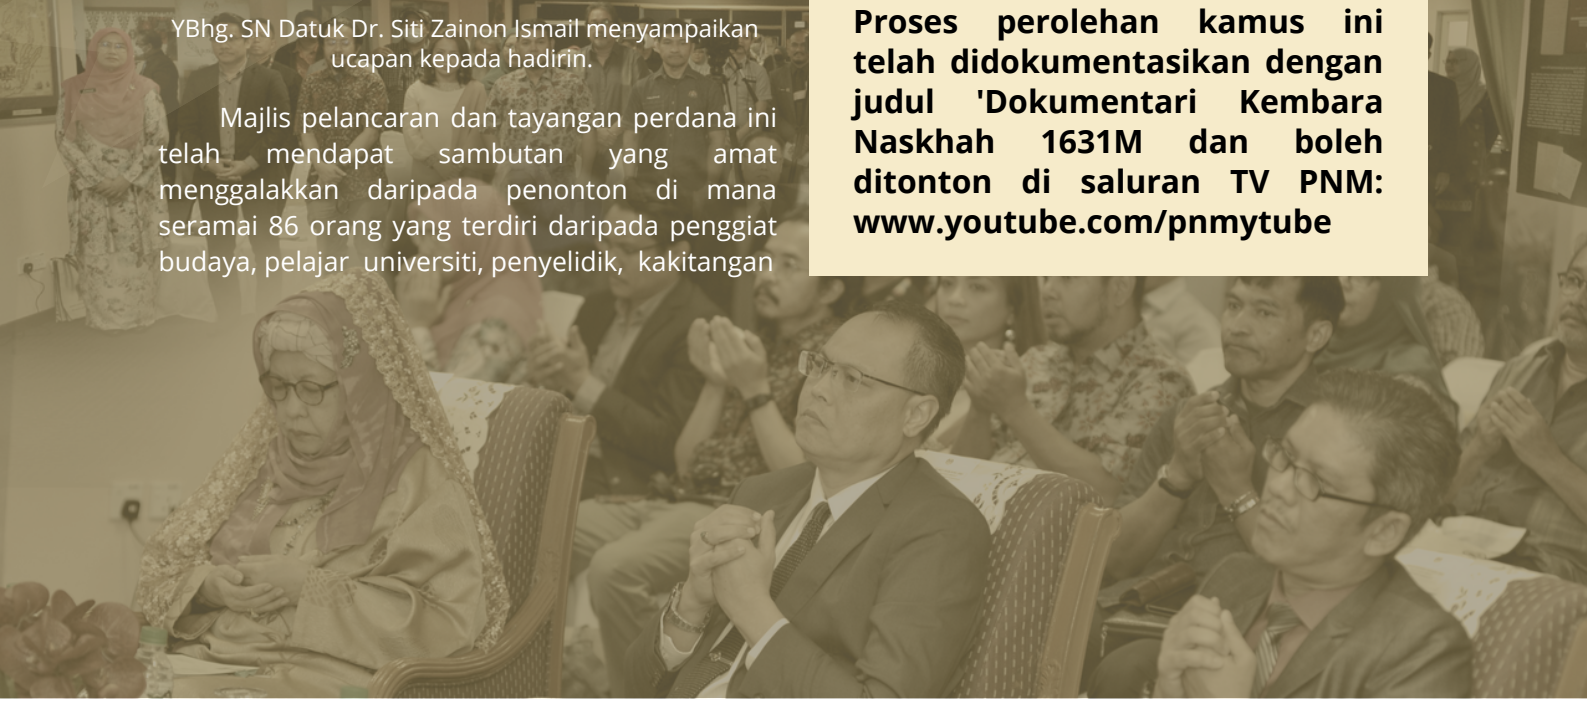 YBhg. SN Datuk Dr. Siti Zainon Ismail menyampaikan
ucapan kepada hadirin.
Majlis pelancaran dan tayangan perdana ini
telah mendapat sambutan yang amat
menggalakkan daripada penonton di mana
seramai 86 orang yang terdiri daripada penggiat
budaya, pelajar universiti, penyelidik, kakitangan
Proses perolehan kamus ini
telah didokumentasikan dengan
judul 'Dokumentari Kembara
Naskhah 1631M dan boleh
ditonton di saluran TV PNM:
www.youtube.com/pnmytube